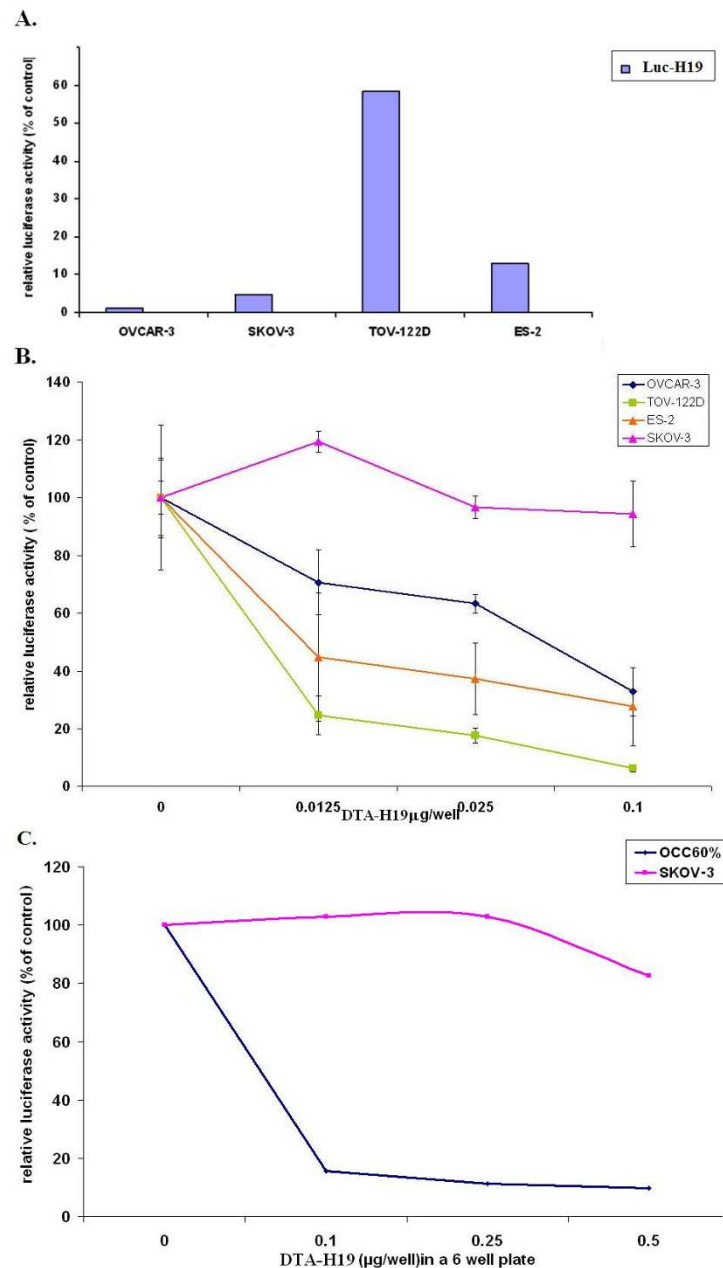 A.
relative luciferase activity (% of control|
60
50
40
30
20
10
0
OVCAR-3 SKOV-3 TOV-122D ES-2
Luc-H19
B.
relative luciferase activity ( % of control)
140
120
100
80
60
40
20
0
0 0.0125 0.025 0.1
DTA-H19μg/well
OVCAR-3
TOV-122D
ES-2
SKOV-3
C.
relative luciferase activity (%of control)
120
100
80
60
40
20
0
0 0.1 0.25 0.5
DTA-H19 (μg/well)in a 6 well plate
OCC60%
SKOV-3